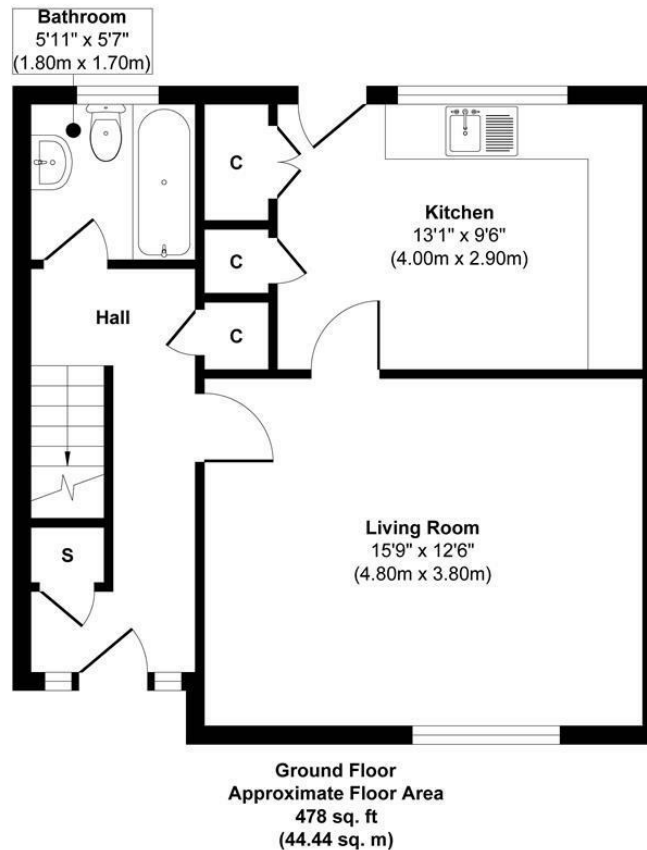 Bathroom
5'11" x 5'7"
(1.80m x 1.70m)
C
Kitchen
13'1" x 9'6"
(4.00m x 2.90m)
C
Hall
C
Living Room
15'9" x 12'6"
(4.80m x 3.80m)
S
Ground Floor
Approximate Floor Area
478 sq. ft
(44.44 sq. m)